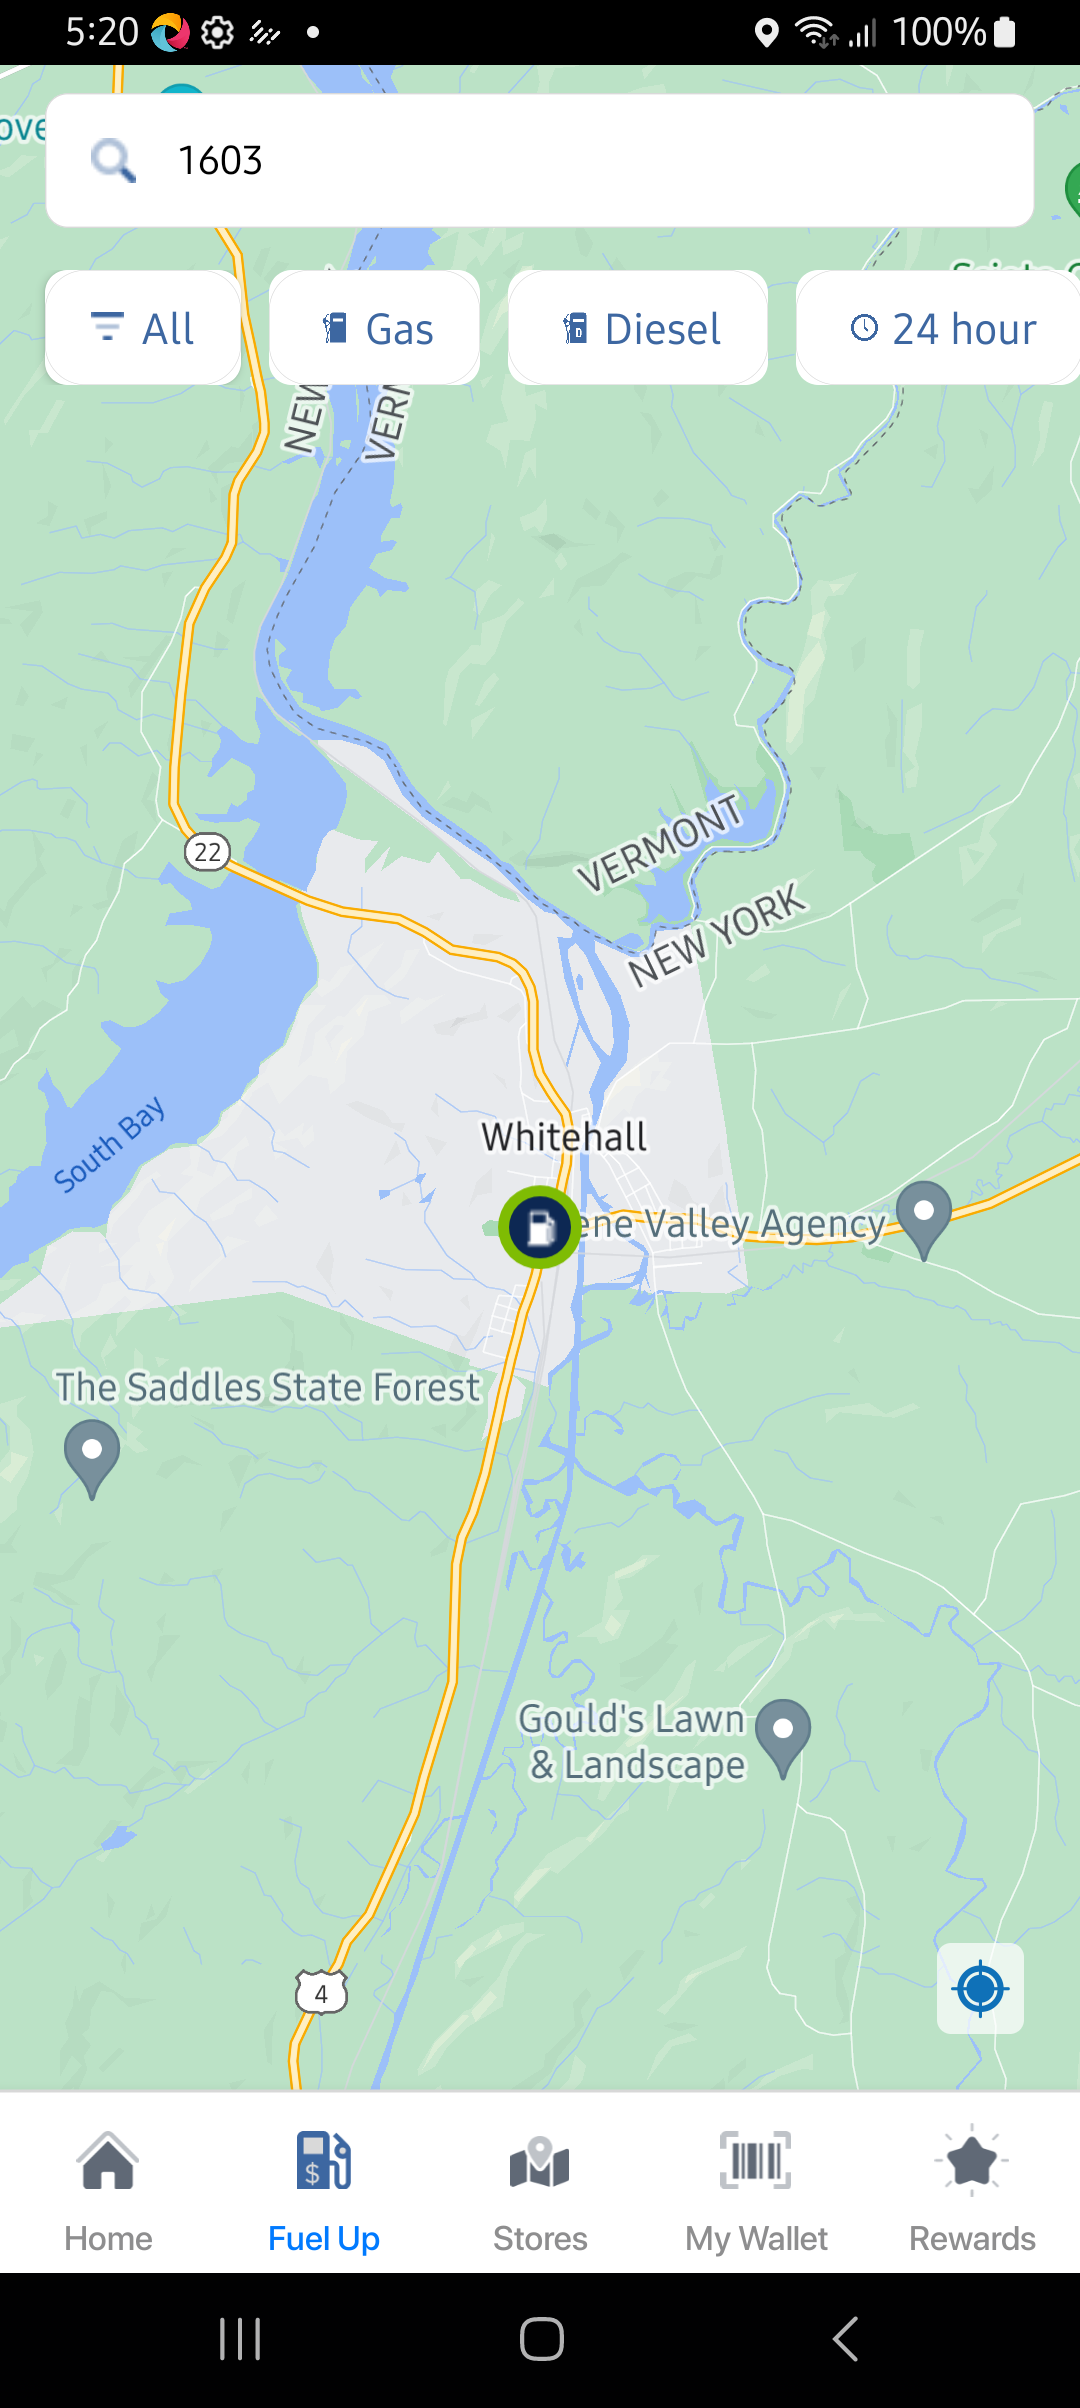 5:20
100%
1603
All
Gas
Diesel
24 hour
22
VERMONT
NEW YORK
South Bay
Whitehall
Valley Agency
The Saddles State Forest
Gould's Lawn
& Landscape
4
Home
Fuel Up
Stores
My Wallet
Rewards